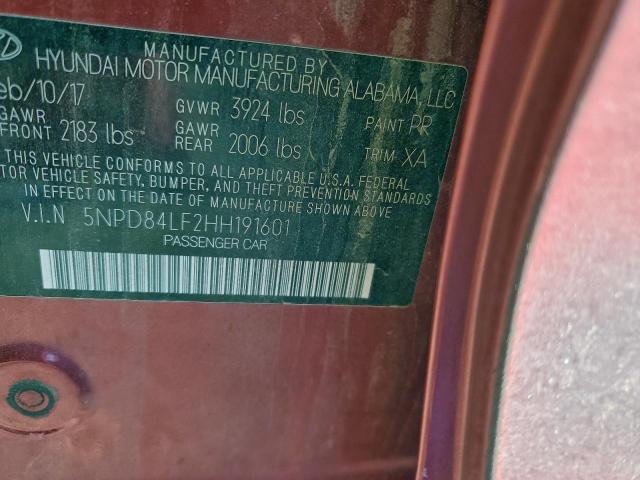 MANUFACTURED BY
HYUNDAI MOTOR MANUFACTURING ALABAMA, LLC
eb/10/17 GVWR 3924 lbs PAINT PR
GAWR FRONT 2183 lbs GAWR REAR 2006 lbs TRIM XA
THIS VEHICLE CONFORMS TO ALL APPLICABLE U.S.A. FEDERAL
TOR VEHICLE SAFETY, BUMPER, AND THEFT PREVENTION STANDARDS
IN EFFECT ON THE DATE OF MANUFACTURE SHOWN ABOVE.
V.I.N 5NPD84LF2HH191601
PASSENGER CAR